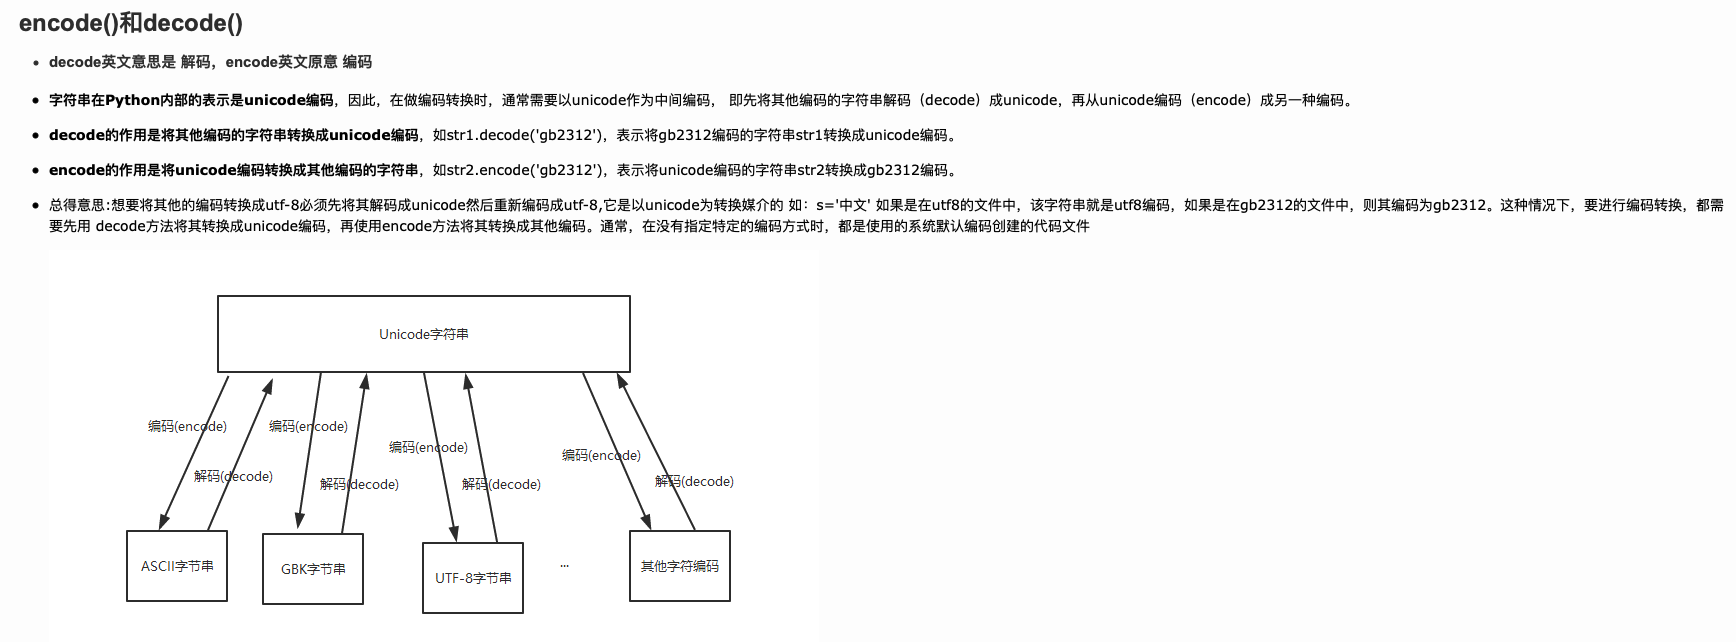 encode()和decode()
decode英文意思是 解码，encode英文原意 编码
字符串在Python内部的表示是unicode编码，因此，在做编码转换时，通常需要以unicode作为中间编码， 即先将其他编码的字符串解码（decode）成unicode，再从unicode编码（encode）成另一种编码。
decode的作用是将其他编码的字符串转换成unicode编码，如str1.decode('gb2312')，表示将gb2312编码的字符串str1转换成unicode编码。
encode的作用是将unicode编码转换成其他编码的字符串，如str2.encode('gb2312')，表示将unicode编码的字符串str2转换成gb2312编码。
总得意思:想要将其他的编码转换成utf-8必须先将其解码成unicode然后重新编码成utf-8,它是以unicode为转换媒介的 如：s='中文' 如果是在utf8的文件中，该字符串就是utf8编码，如果是在gb2312的文件中，则其编码为gb2312。这种情况下，要进行编码转换，都需
要先用 decode方法将其转换成unicode编码，再使用encode方法将其转换成其他编码。通常，在没有指定特定的编码方式时，都是使用的系统默认编码创建的代码文件
Unicode字符串
编码(encode)
编码(encode)
编码(encode)
编码(encode)
解码(decode)
解码(decode)
解码(decode)
解码(decode)
ASCII字节串
GBK字节串
UTF-8字节串
...
其他字符编码